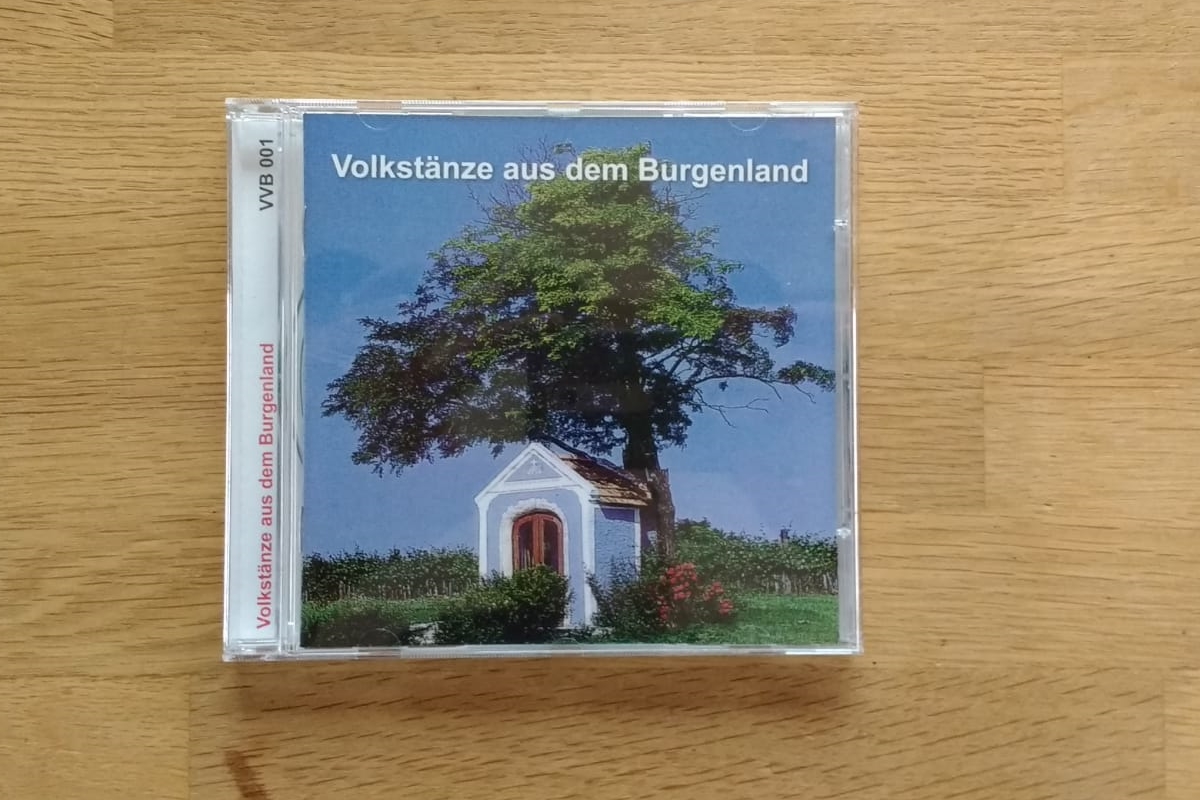 Volkstänze aus dem Burgenland
VVB 001
Volkstänze aus dem Burgenland